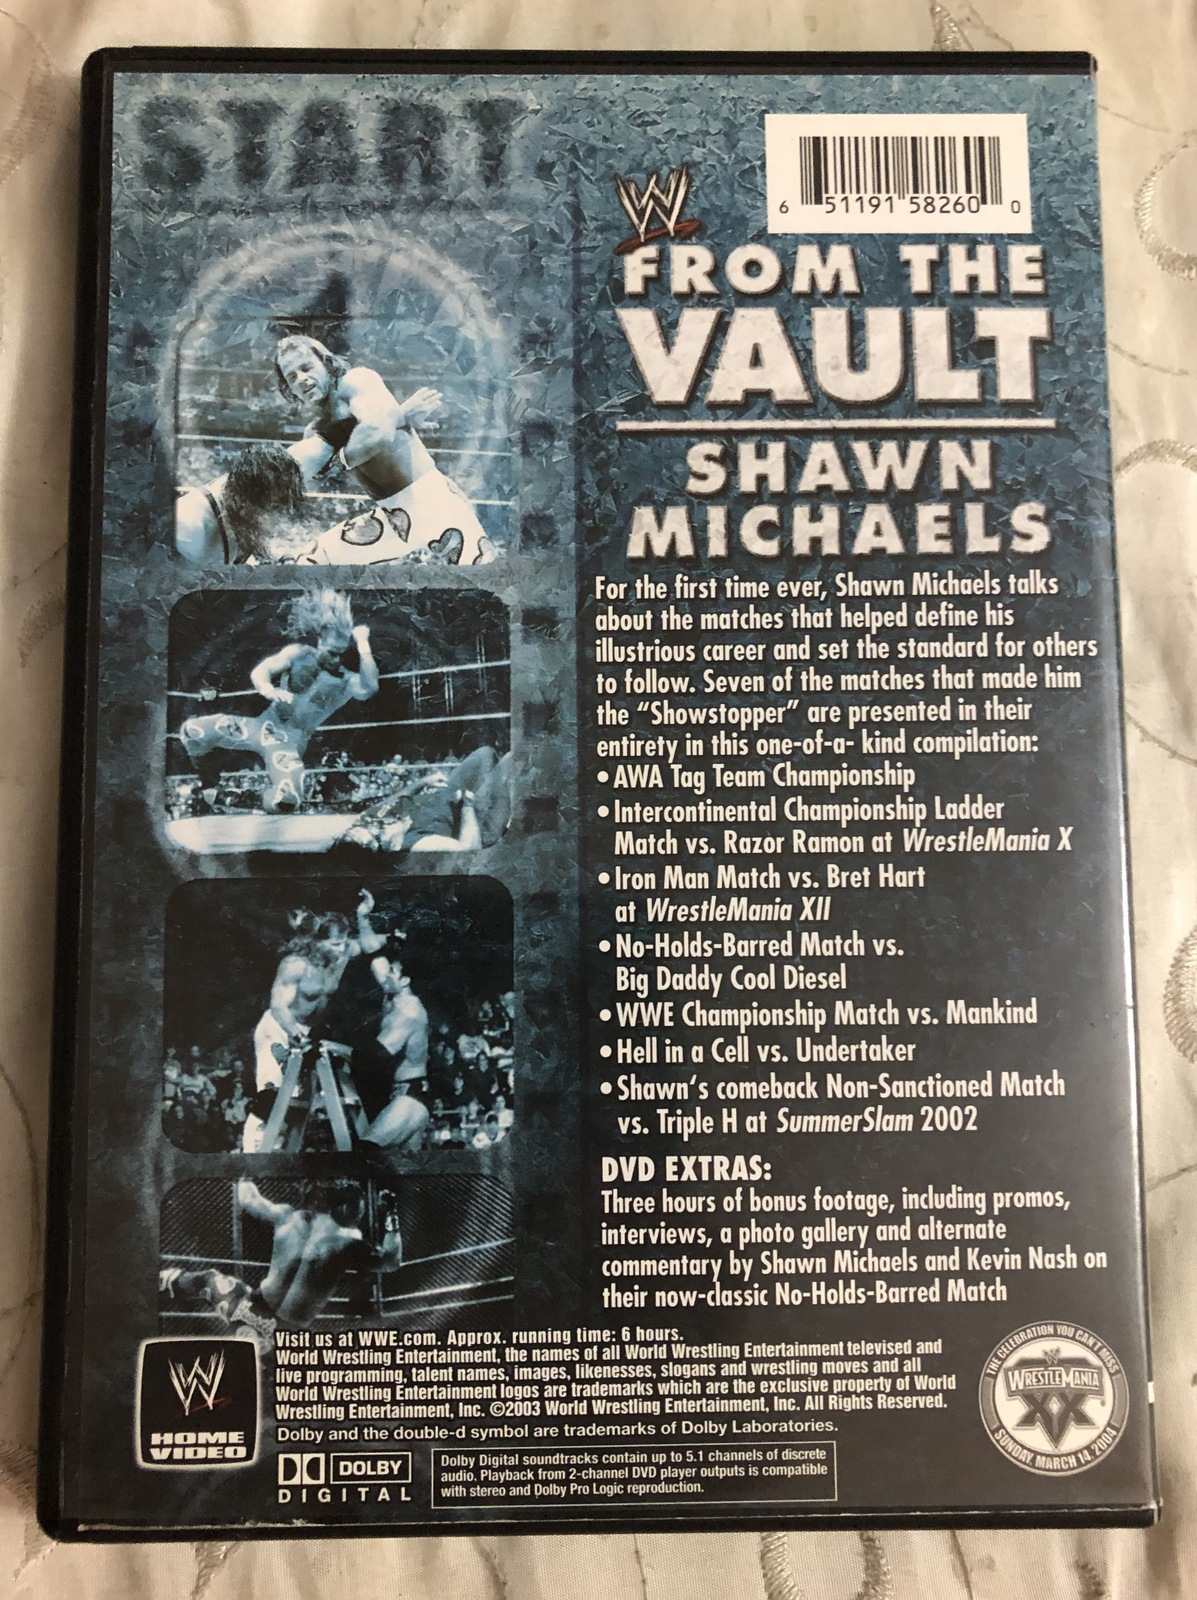 START
6 51191 58260 0
W
FROM THE
VAULT
SHAWN
MICHAELS
For the first time ever, Shawn Michaels talks
about the matches that helped define his
illustrious career and set the standard for others
to follow. Seven of the matches that made him
the “Showstopper” are presented in their
entirety in this one-of-a- kind compilation:
• AWA Tag Team Championship
• Intercontinental Championship Ladder
Match vs. Razor Ramon at WrestleMania X
• Iron Man Match vs. Bret Hart
at WrestleMania XII
• No-Holds-Barred Match vs.
Big Daddy Cool Diesel
• WWE Championship Match vs. Mankind
• Hell in a Cell vs. Undertaker
• Shawn's comeback Non-Sanctioned Match
vs. Triple H at SummerSlam 2002
DVD EXTRAS:
Three hours of bonus footage, including promos,
interviews, a photo gallery and alternate
commentary by Shawn Michaels and Kevin Nash on
their now-classic No-Holds-Barred Match
Visit us at WWE.com. Approx. running time: 6 hours.
World Wrestling Entertainment, the names of all World Wrestling Entertainment televised and
live programming, talent names, images, likenesses, slogans and wrestling moves and all
World Wrestling Entertainment logos are trademarks which are the exclusive property of World
Wrestling Entertainment, Inc. ©2003 World Wrestling Entertainment, Inc. All Rights Reserved.
Dolby and the double-d symbol are trademarks of Dolby Laboratories.
W
HOME
VIDEO
DOLBY
DIGITAL
Dolby Digital soundtracks contain up to 5.1 channels of discrete
audio. Playback from 2-channel DVD player outputs is compatible
with stereo and Dolby Pro Logic reproduction.
THE CELEBRATION YOU CAN'T MISS!
W
WRESTLEMANIA
XX
SUNDAY, MARCH 14, 2004